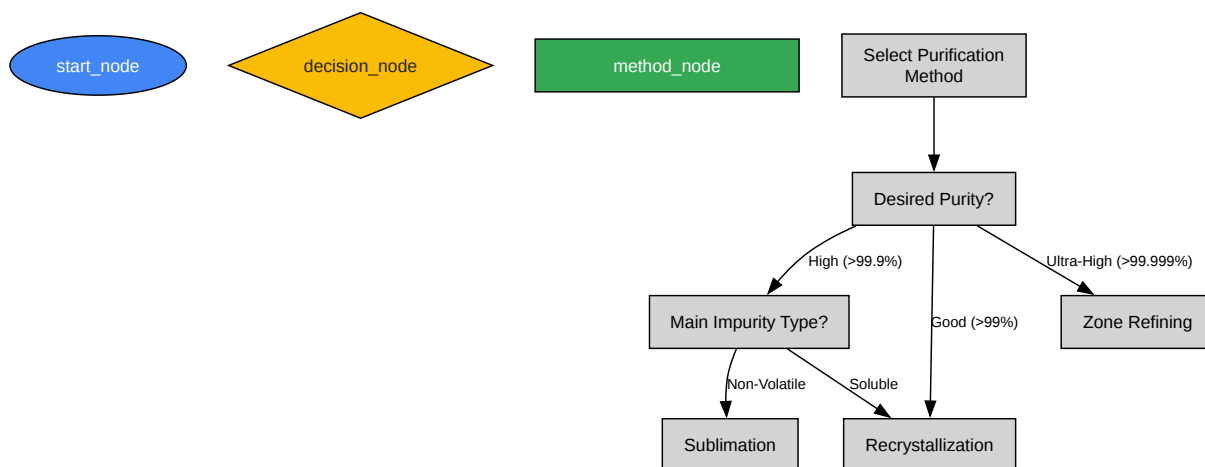 start_node
decision_node
method_node
Select Purification
Method
Desired Purity?
High (>99.9%)
Ultra-High (>99.999%)
Main Impurity Type?
Good (>99%)
Zone Refining
Non-Volatile
Soluble
Sublimation
Recrystallization